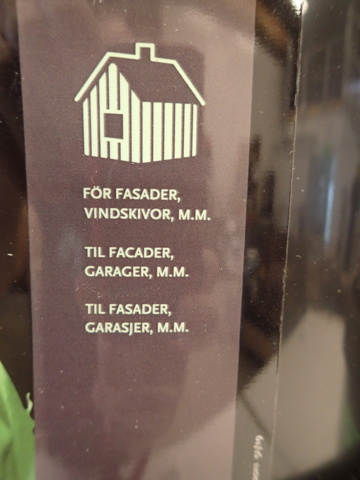 FÖR FASADER,
VINDSKIVOR, M.M.
TIL FACADER,
GARAGER, M.M.
TIL FASADER,
GARASJER, M.M.